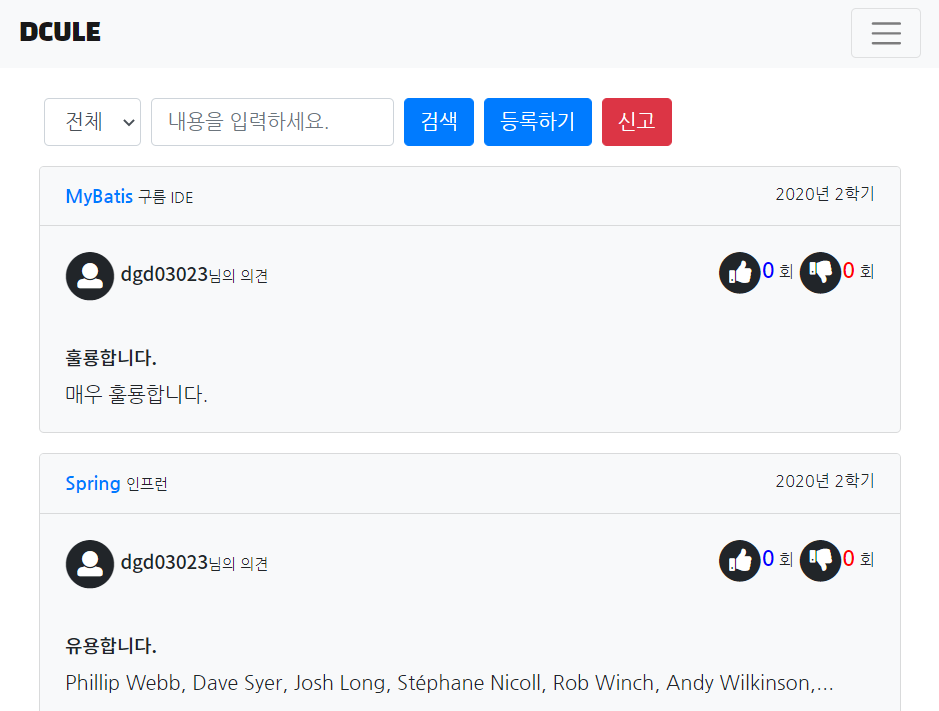 DCULE
전체 내용을 입력하세요. 검색 등록하기 신고
MyBatis 구름 IDE 2020년 2학기
dgd03023님의 의견 0 회 0 회
훌룡합니다.
매우 훌룡합니다.
Spring 인프런 2020년 2학기
dgd03023님의 의견 0 회 0 회
유용합니다.
Phillip Webb, Dave Syer, Josh Long, Stéphane Nicoll, Rob Winch, Andy Wilkinson,...